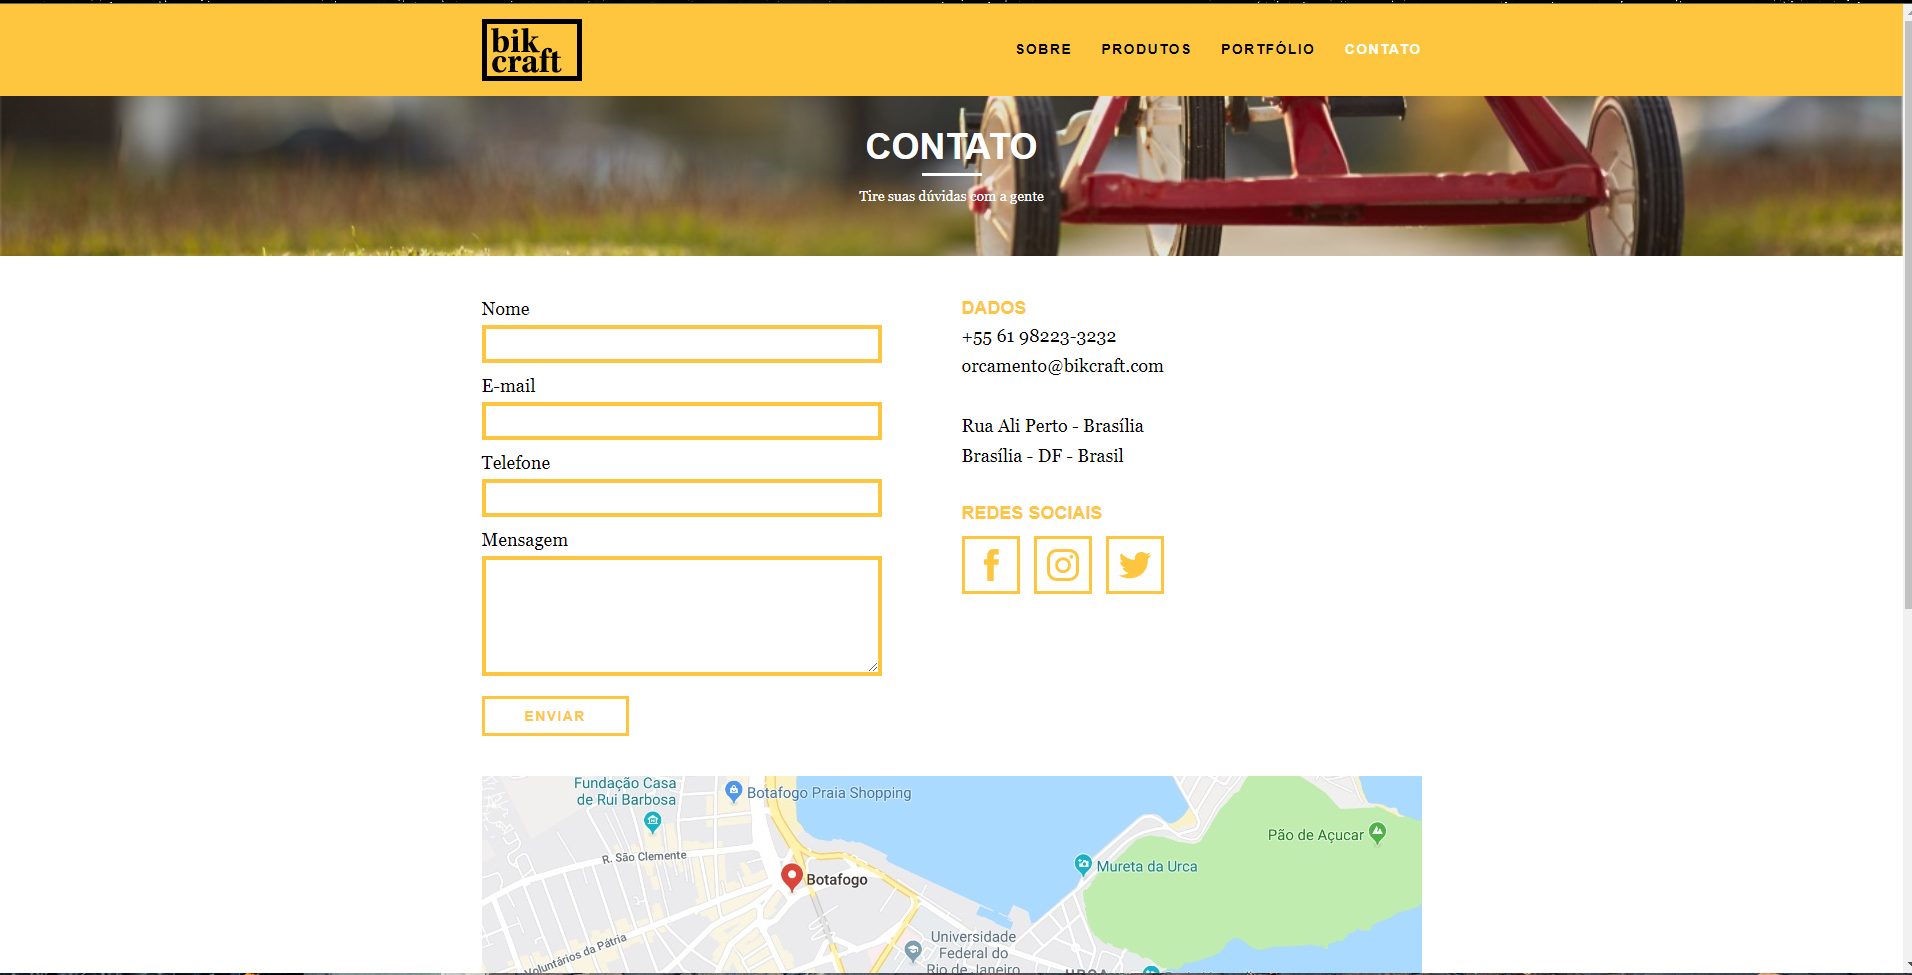 bik
craft
SOBRE PRODUTOS PORTFÓLIO CONTATO
CONTATO
Tire suas dúvidas com a gente
Nome
E-mail
Telefone
Mensagem
ENVIAR
DADOS
+55 61 98223-3232
orcamento@bikcraft.com
Rua Ali Perto - Brasília
Brasília - DF - Brasil
REDES SOCIAIS
Fundação Casa
de Rui Barbosa
Botafogo Praia Shopping
R. São Clemente
Botafogo
Mureta da Urca
Pão de Açucar
Voluntários da Pátria
Universidade
Federal do
Rio de Janeiro
URCA